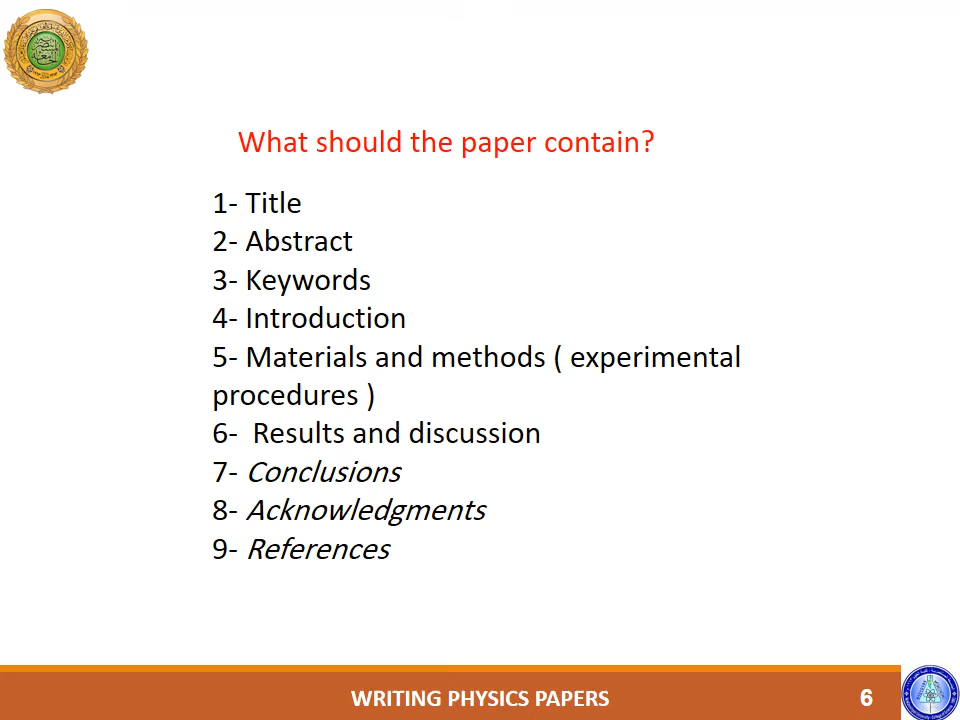 What should the paper contain?
1- Title
2- Abstract
3- Keywords
4- Introduction
5- Materials and methods ( experimental
procedures )
6-  Results and discussion
7- Conclusions
8- Acknowledgments
9- References
WRITING PHYSICS PAPERS
6